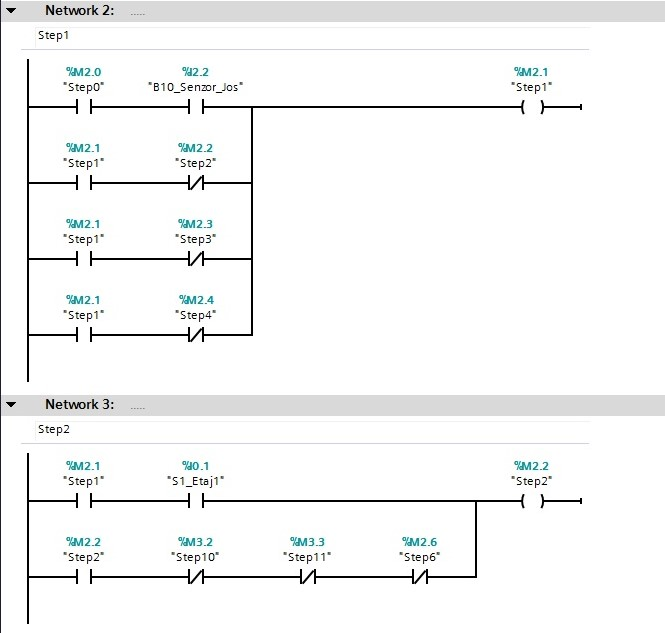 Network 2: .....
Step1
%M2.0 %I2.2 %M2.1
"Step0" "B10_Senzor_Jos" "Step1"
%M2.1 %M2.2
"Step1" "Step2"
%M2.1 %M2.3
"Step1" "Step3"
%M2.1 %M2.4
"Step1" "Step4"
Network 3: .....
Step2
%M2.1 %I0.1 %M2.2
"Step1" "S1_Etaj1" "Step2"
%M2.2 %M3.2 %M3.3 %M2.6
"Step2" "Step10" "Step11" "Step6"